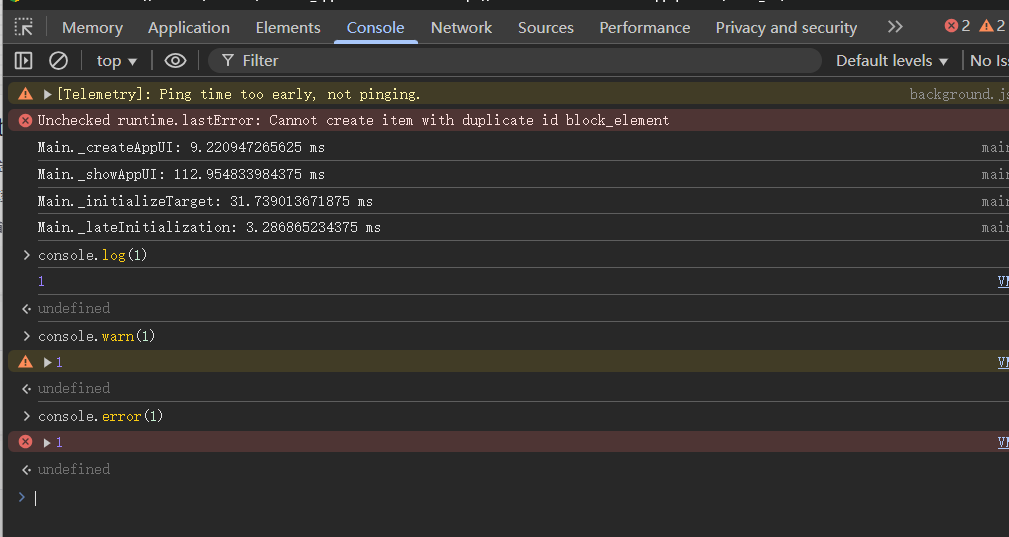 Memory Application Elements Console Network Sources Performance Privacy and security 2 2
top Filter Default levels No Iss
[Telemetry]: Ping time too early, not pinging. background.js
Unchecked runtime.lastError: Cannot create item with duplicate id block_element
Main._createAppUI: 9.220947265625 ms main
Main._showAppUI: 112.954833984375 ms main
Main._initializeTarget: 31.739013671875 ms main
Main._lateInitialization: 3.286865234375 ms main
console.log(1)
1 VM
undefined
console.warn(1)
1 VM
undefined
console.error(1)
1 VM
undefined